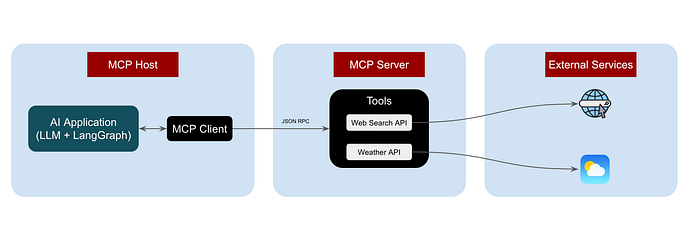 MCP Host
AI Application
(LLM + LangGraph)
MCP Client
JSON RPC
MCP Server
Tools
Web Search API
Weather API
External Services